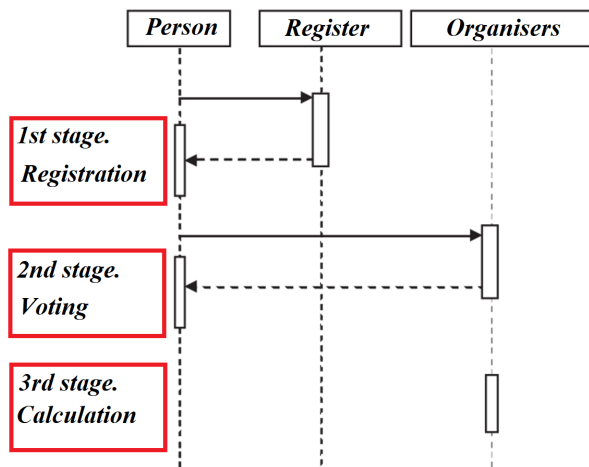 Person
Register
Organisers
1st stage.
Registration
2nd stage.
Voting
3rd stage.
Calculation